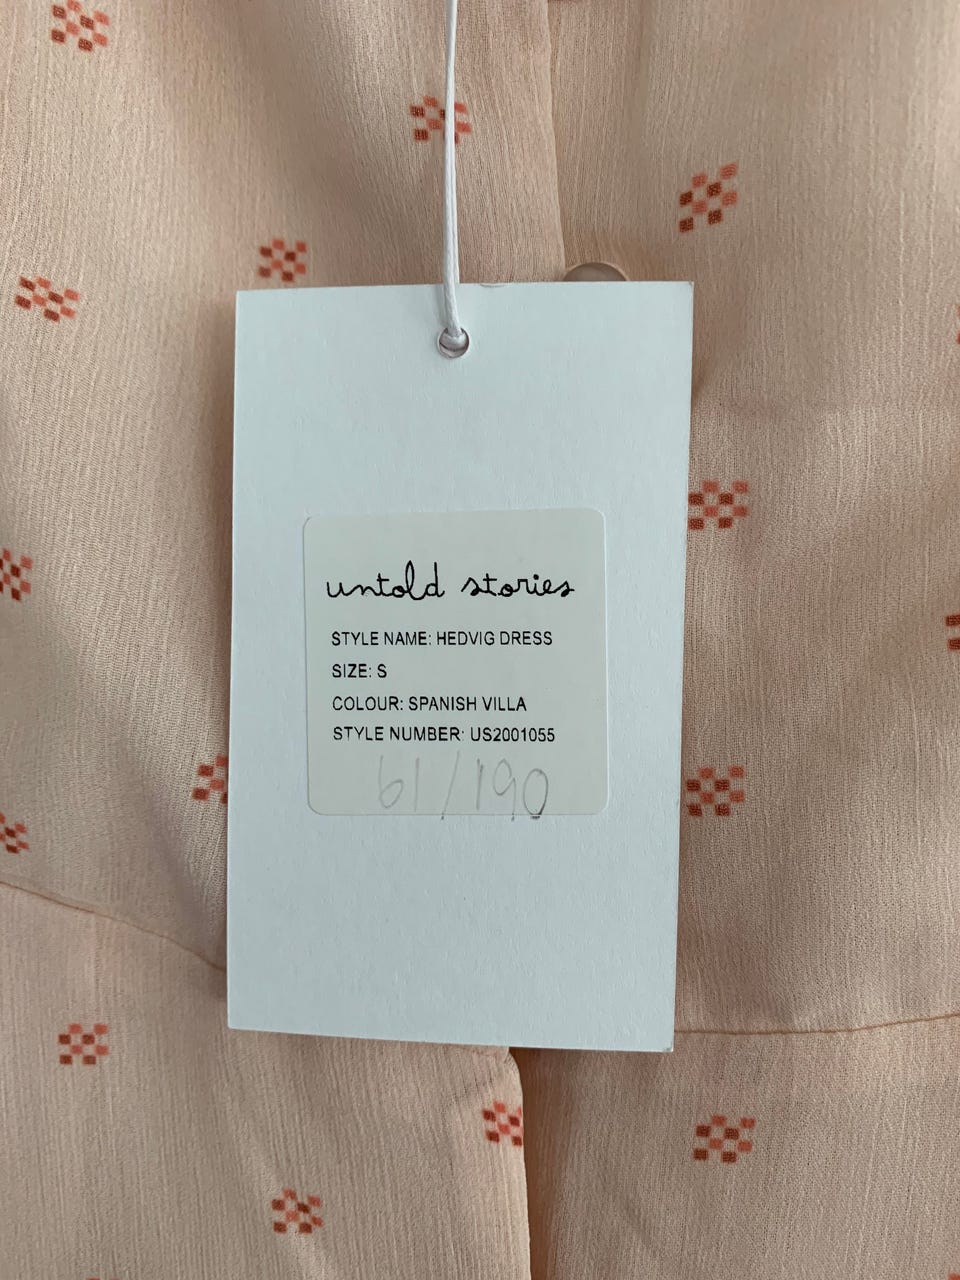 untold stories
STYLE NAME: HEDVIG DRESS
SIZE: S
COLOUR: SPANISH VILLA
STYLE NUMBER: US2001055
61/190